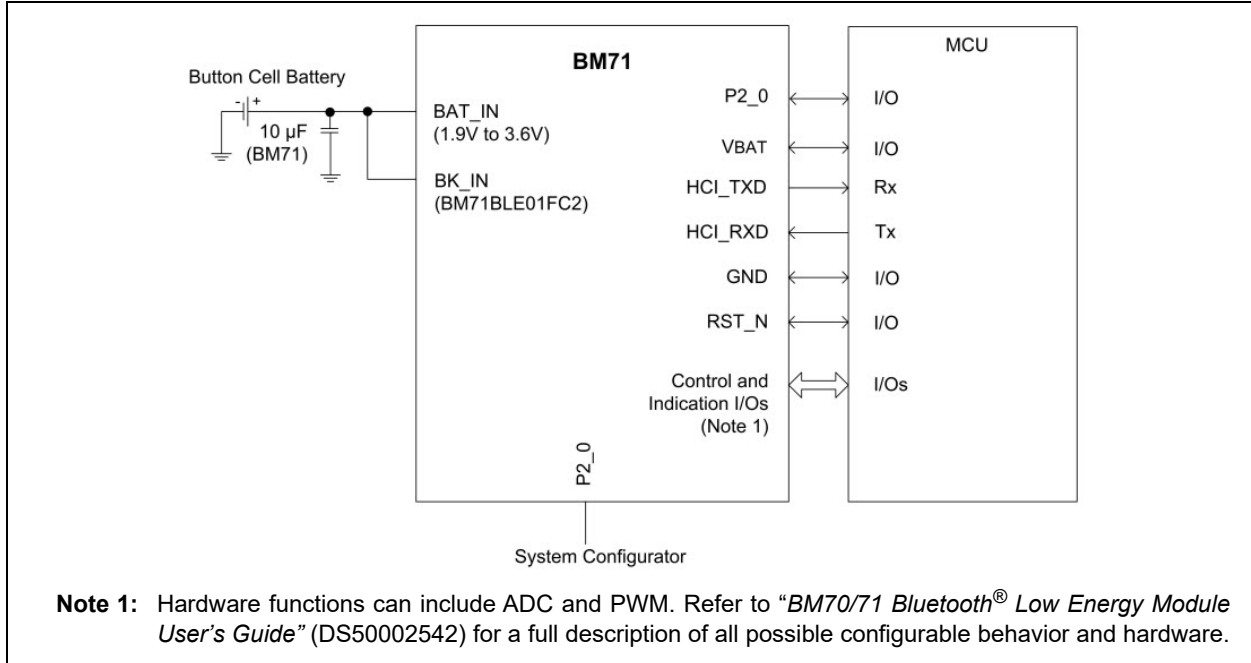 BM71
MCU
Button Cell Battery
- +
10 µF
(BM71)
BAT_IN
(1.9V to 3.6V)
BK_IN
(BM71BLE01FC2)
P2_0
I/O
VBAT
I/O
HCI_TXD
Rx
HCI_RXD
Tx
GND
I/O
RST_N
I/O
Control and
Indication I/Os
(Note 1)
I/Os
P2_0
System Configurator
Note 1: Hardware functions can include ADC and PWM. Refer to “BM70/71 Bluetooth® Low Energy Module
User’s Guide” (DS50002542) for a full description of all possible configurable behavior and hardware.